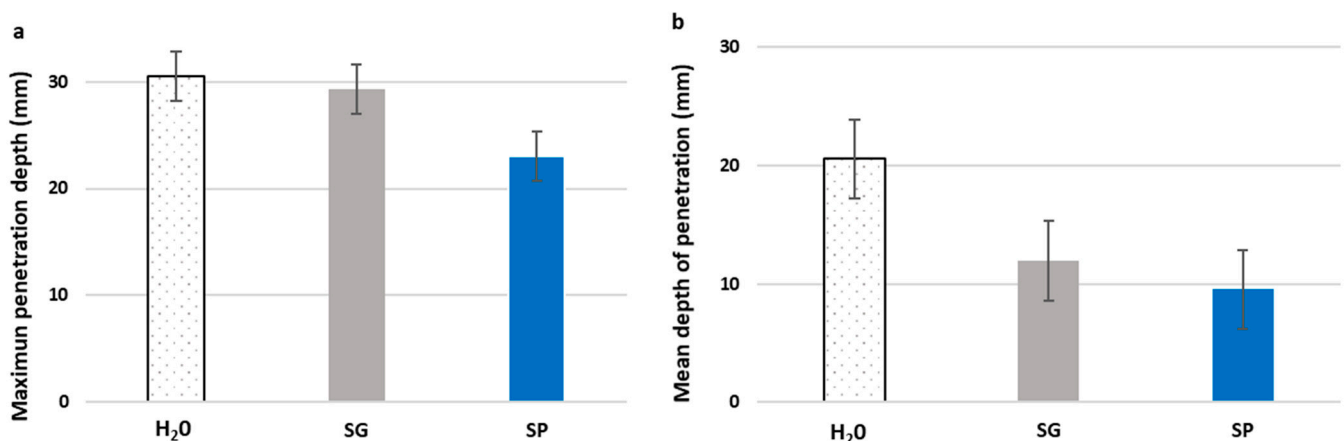 a
Maximun penetration depth (mm)
30
20
10
0
H₂0
SG
SP
b
Mean depth of penetration (mm)
30
20
10
0
H₂0
SG
SP